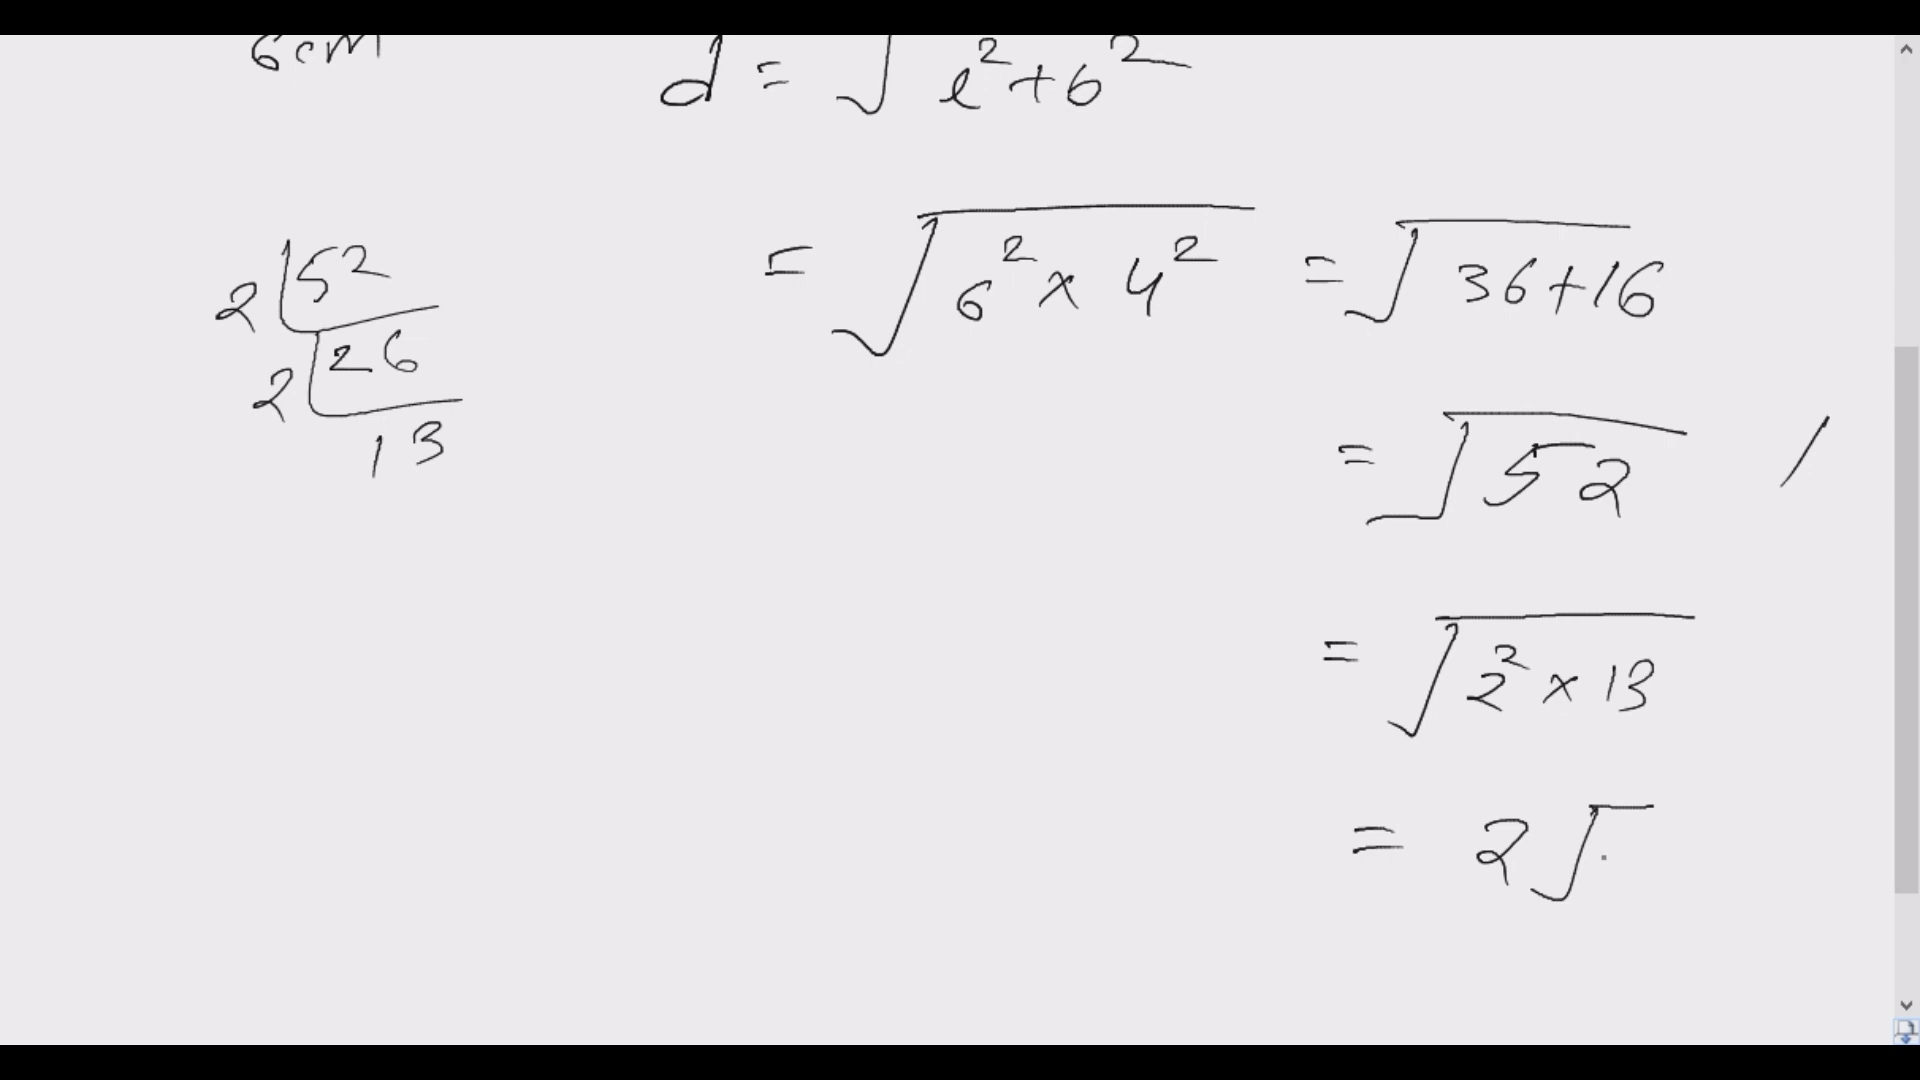 6cm
d = √ l²+b²
= √6² × 4² = √36+16
2 52
2 26
13
= √52 /
= √2² × 13
= 2√